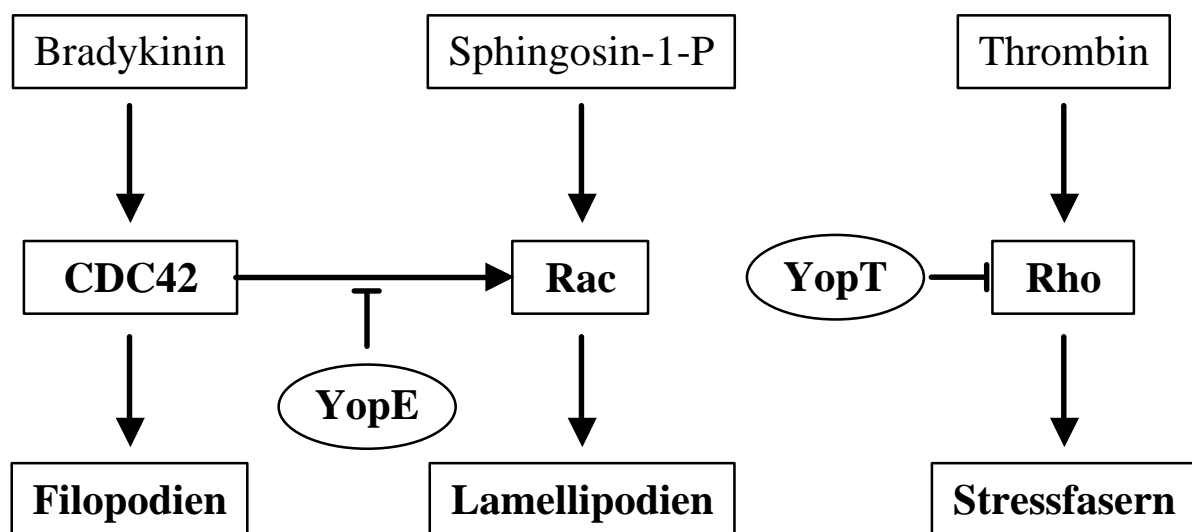 Bradykinin
Sphingosin-1-P
Thrombin
CDC42
Rac
YopT
Rho
YopE
Filopodien
Lamellipodien
Stressfasern